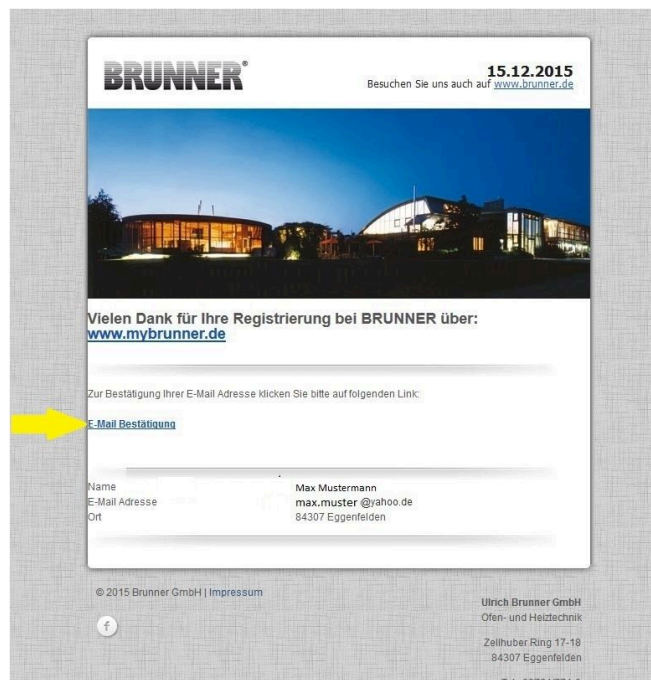 BRUNNER®
15.12.2015
Besuchen Sie uns auch auf www.brunner.de
Vielen Dank für Ihre Registrierung bei BRUNNER über:
www.mybrunner.de
Zur Bestätigung Ihrer E-Mail Adresse klicken Sie bitte auf folgenden Link:
E-Mail Bestätigung
Name Max Mustermann
E-Mail Adresse max.muster @yahoo.de
Ort 84307 Eggenfelden
© 2015 Brunner GmbH | Impressum
f
Ulrich Brunner GmbH
Ofen- und Heiztechnik
Zellhuber Ring 17-18
84307 Eggenfelden